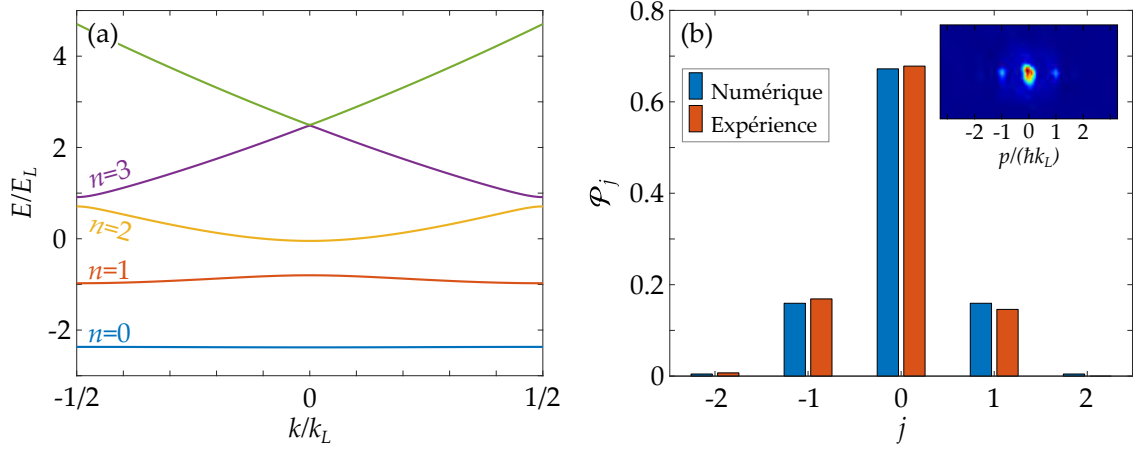 (a)
E/E_L
4
2
0
-2
n=3
n=2
n=1
n=0
-1/2
0
1/2
k/k_L
(b)
𝒫_j
0.8
0.6
0.4
0.2
0
Numérique
Expérience
-2 -1 0 1 2
p/(ħk_L)
-2
-1
0
1
2
j